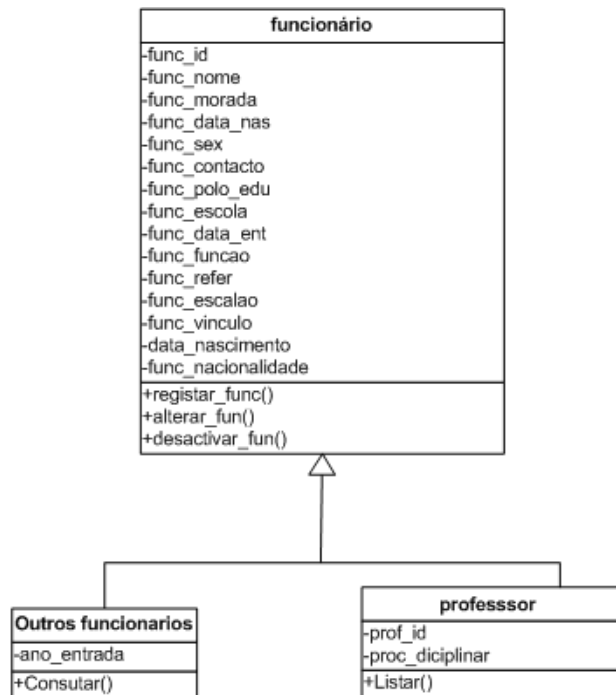 funcionário
-func_id
-func_nome
-func_morada
-func_data_nas
-func_sex
-func_contacto
-func_polo_edu
-func_escola
-func_data_ent
-func_funcao
-func_refer
-func_escalao
-func_vinculo
-data_nascimento
-func_nacionalidade
+registar_func()
+alterar_fun()
+desactivar_fun()
Outros funcionarios
-ano_entrada
+Consutar()
professsor
-prof_id
-proc_diciplinar
+Listar()